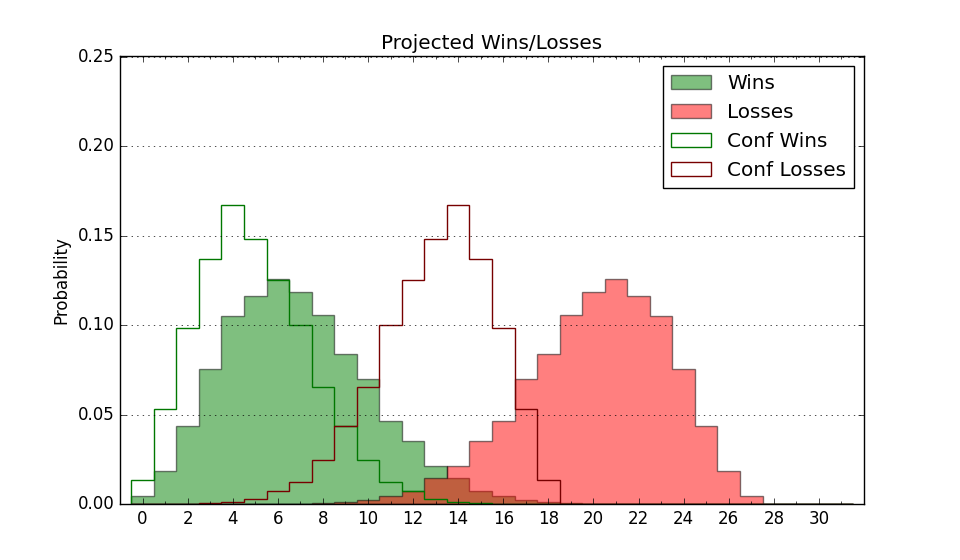 Projected Wins/Losses
0.25
0.20
0.15
0.10
0.05
0.00
Probability
Wins
Losses
Conf Wins
Conf Losses
0 2 4 6 8 10 12 14 16 18 20 22 24 26 28 30